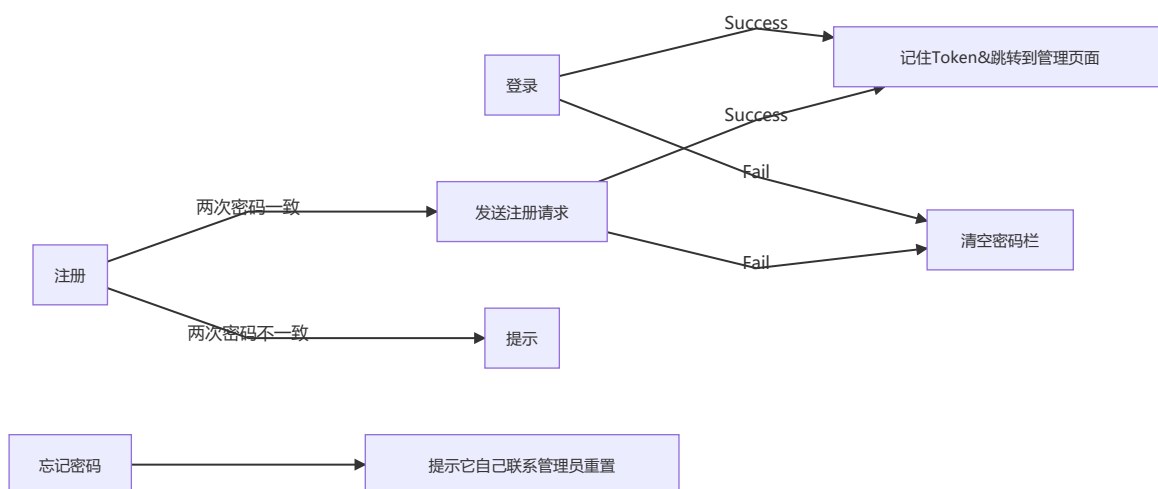 Success
记住Token&跳转到管理页面
登录
Success
Fail
两次密码一致
发送注册请求
清空密码栏
Fail
注册
两次密码不一致
提示
忘记密码
提示它自己联系管理员重置